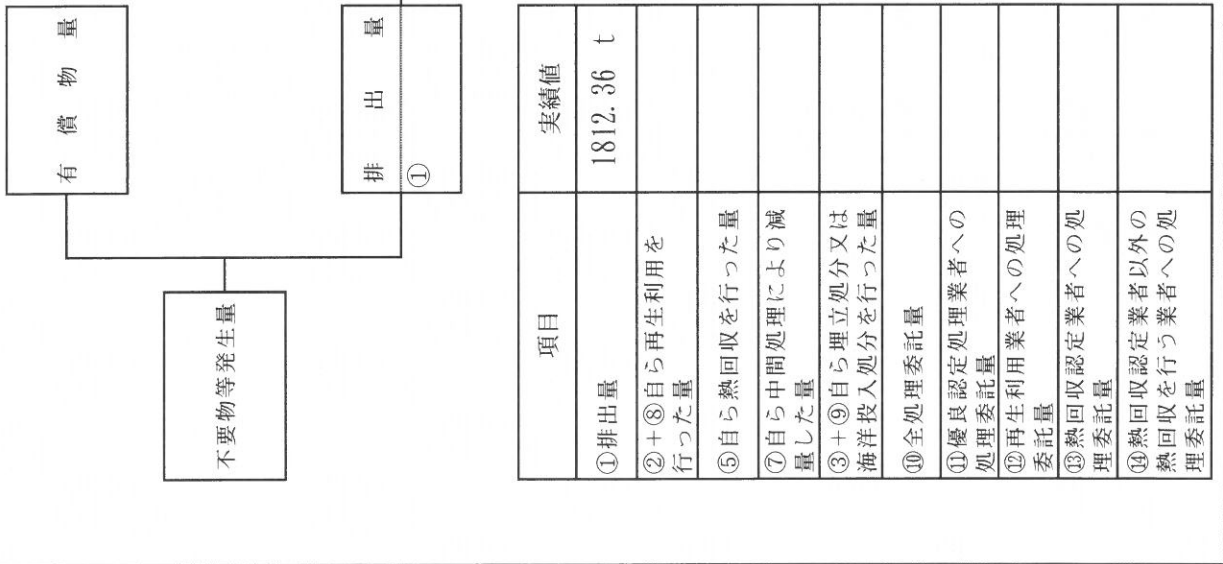 有償物量
不要物等発生量
排出量
①
項目
実績値
①排出量
1812.36 t
②+⑧自ら再生利用を
行った量
⑤自ら熱回収を行った量
⑦自ら中間処理により減
量した量
③+⑨自ら埋立処分又は
海洋投入処分を行った量
⑩全処理委託量
⑪優良認定処理業者への
処理委託量
⑫再生利用業者への処理
委託量
⑬熱回収認定業者への処
理委託量
⑭熱回収認定業者以外の
熱回収を行う業者への処
理委託量